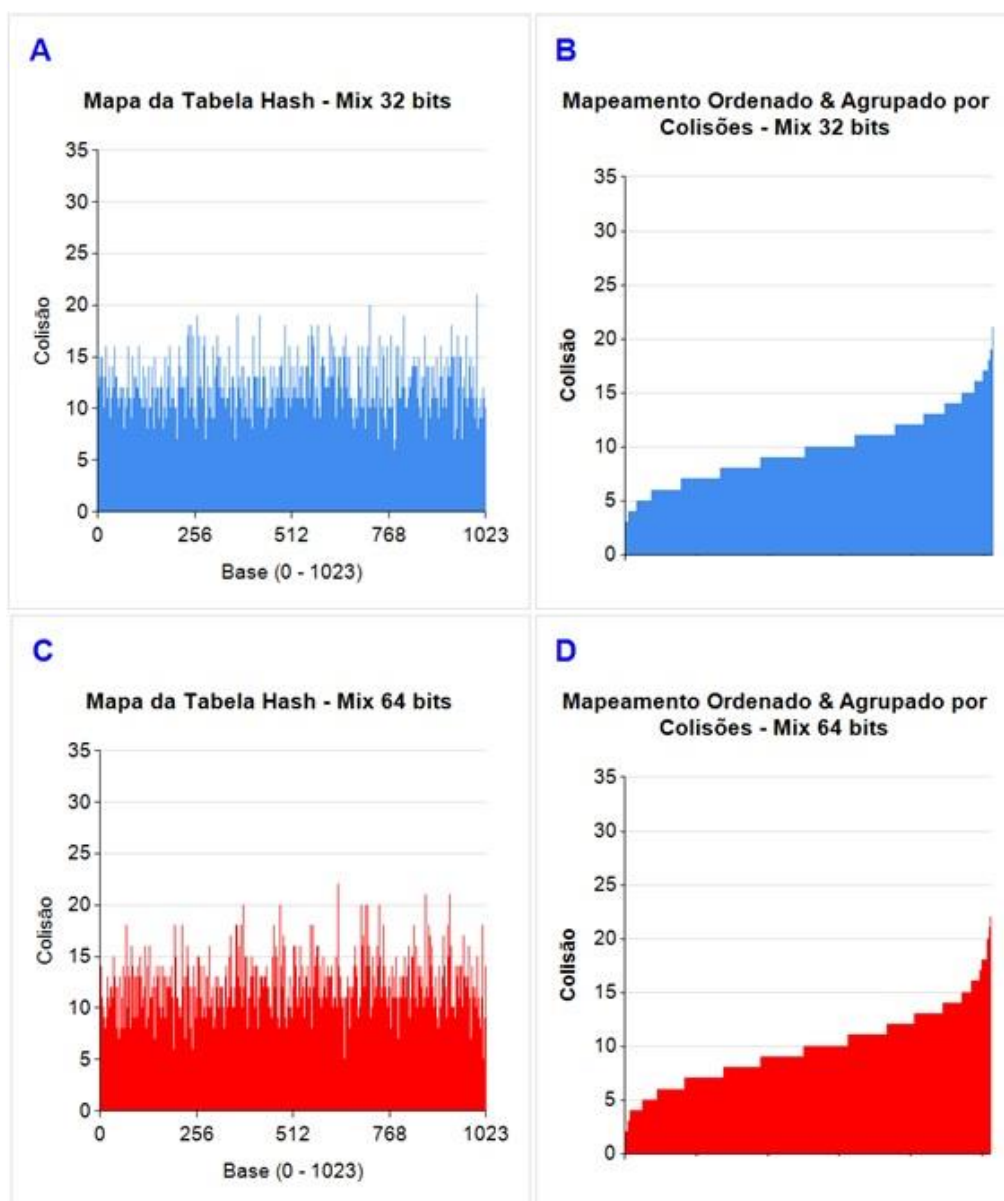 A
Mapa da Tabela Hash - Mix 32 bits
35
30
25
20
15
10
5
0
Colisão
0 256 512 768 1023
Base (0 - 1023)
B
Mapeamento Ordenado & Agrupado por
Colisões - Mix 32 bits
35
30
25
20
15
10
5
0
Colisão
C
Mapa da Tabela Hash - Mix 64 bits
35
30
25
20
15
10
5
0
Colisão
0 256 512 768 1023
Base (0 - 1023)
D
Mapeamento Ordenado & Agrupado por
Colisões - Mix 64 bits
35
30
25
20
15
10
5
0
Colisão